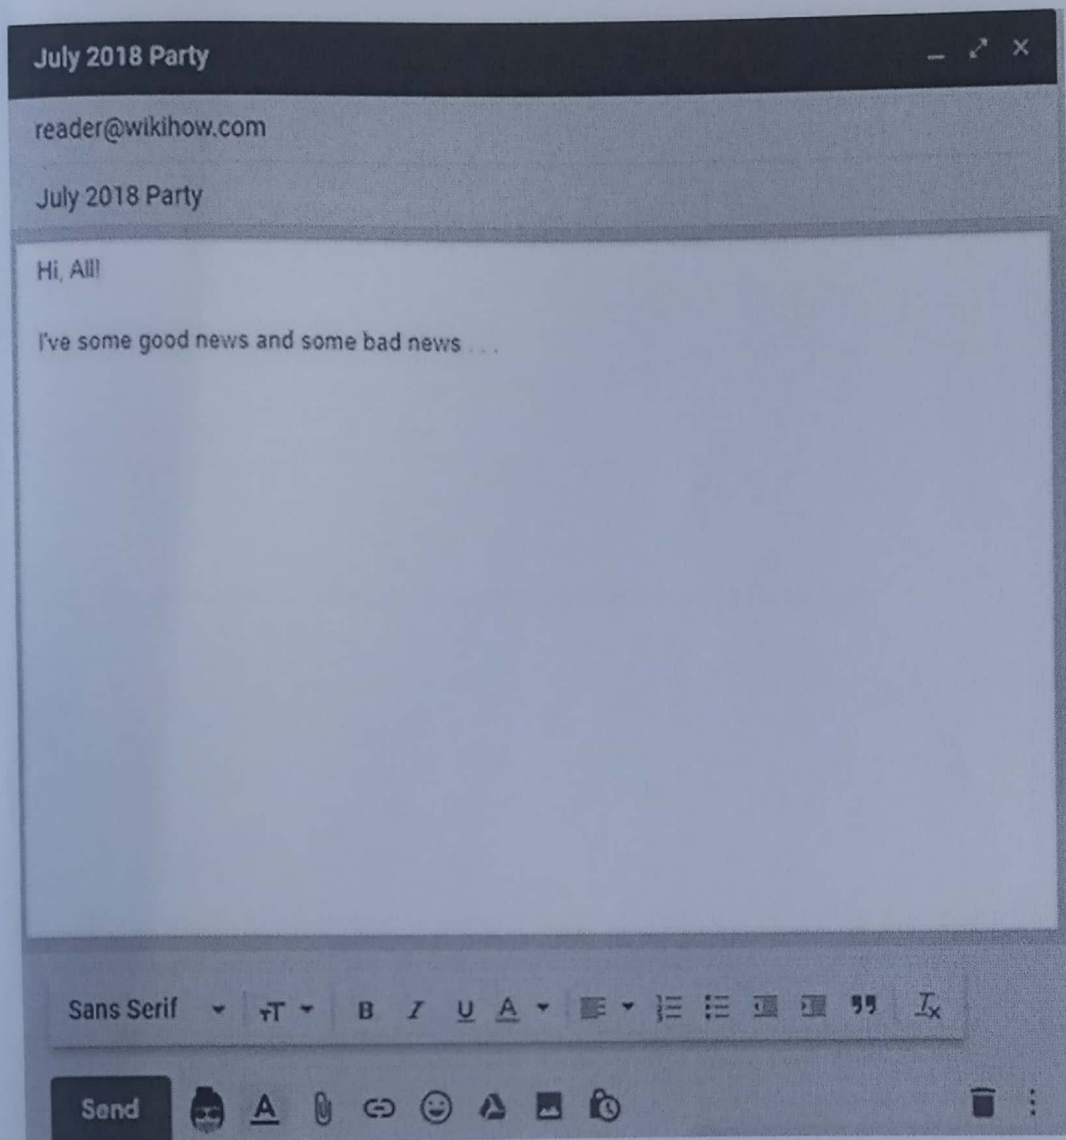 July 2018 Party
reader@wikihow.com
July 2018 Party
Hi, All!
I've some good news and some bad news . . .
Sans Serif
Send